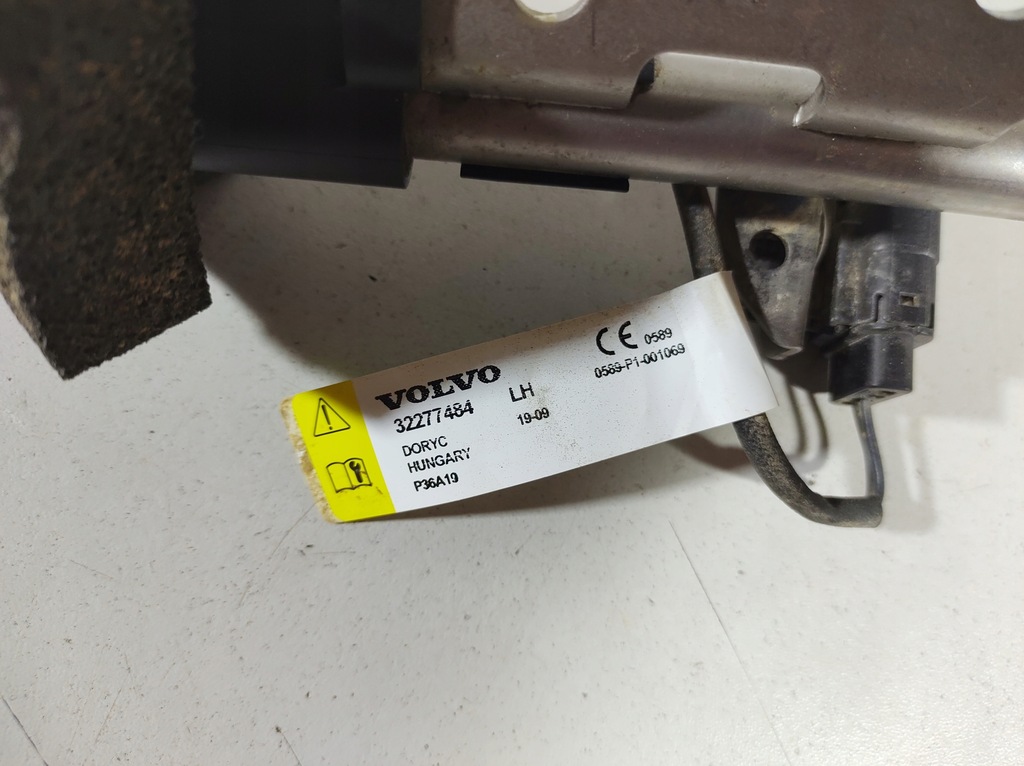 VOLVO
32277484
LH
19-09
DORYC
HUNGARY
P36A19
CE 0589
0589-P1-001069